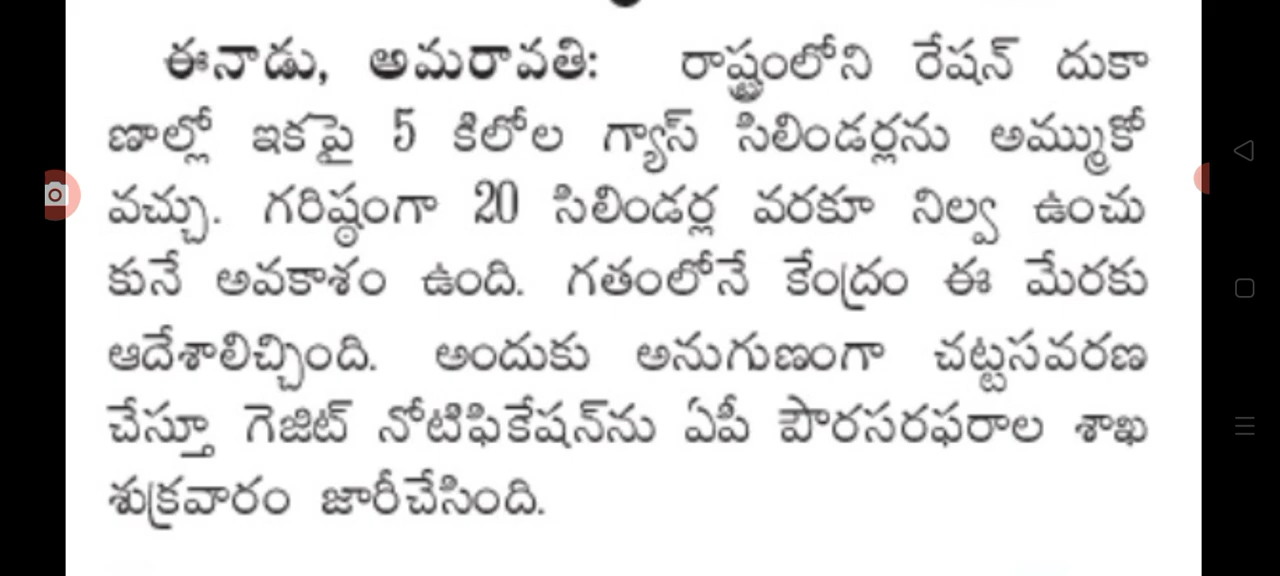 ఈనాడు, అమరావతి: రాష్ట్రంలోని రేషన్ దుకా
ణాల్లో ఇకపై 5 కిలోల గ్యాస్ సిలిండర్లను అమ్ముకో
వచ్చు. గరిష్ఠంగా 20 సిలిండర్ల వరకూ నిల్వ ఉంచు
కునే అవకాశం ఉంది. గతంలోనే కేంద్రం ఈ మేరకు
ఆదేశాలిచ్చింది. అందుకు అనుగుణంగా చట్టసవరణ
చేస్తూ గెజిట్ నోటిఫికేషన్‌ను ఏపీ పౌరసరఫరాల శాఖ
శుక్రవారం జారీచేసింది.